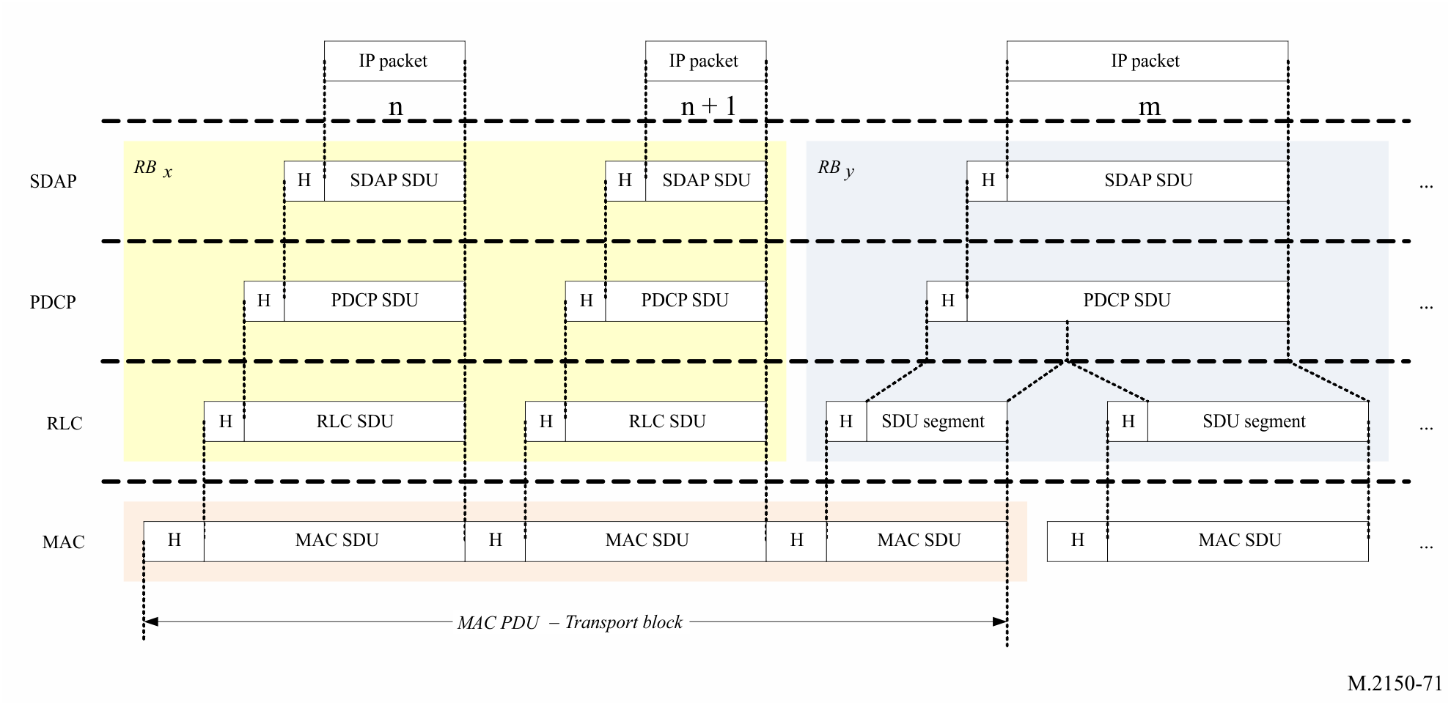 IP packet IP packet IP packet
n n + 1 m
RB x RB y
SDAP H SDAP SDU H SDAP SDU H SDAP SDU ...
PDCP H PDCP SDU H PDCP SDU H PDCP SDU ...
RLC H RLC SDU H RLC SDU H SDU segment H SDU segment ...
MAC H MAC SDU H MAC SDU H MAC SDU H MAC SDU ...
MAC PDU – Transport block
M.2150-71